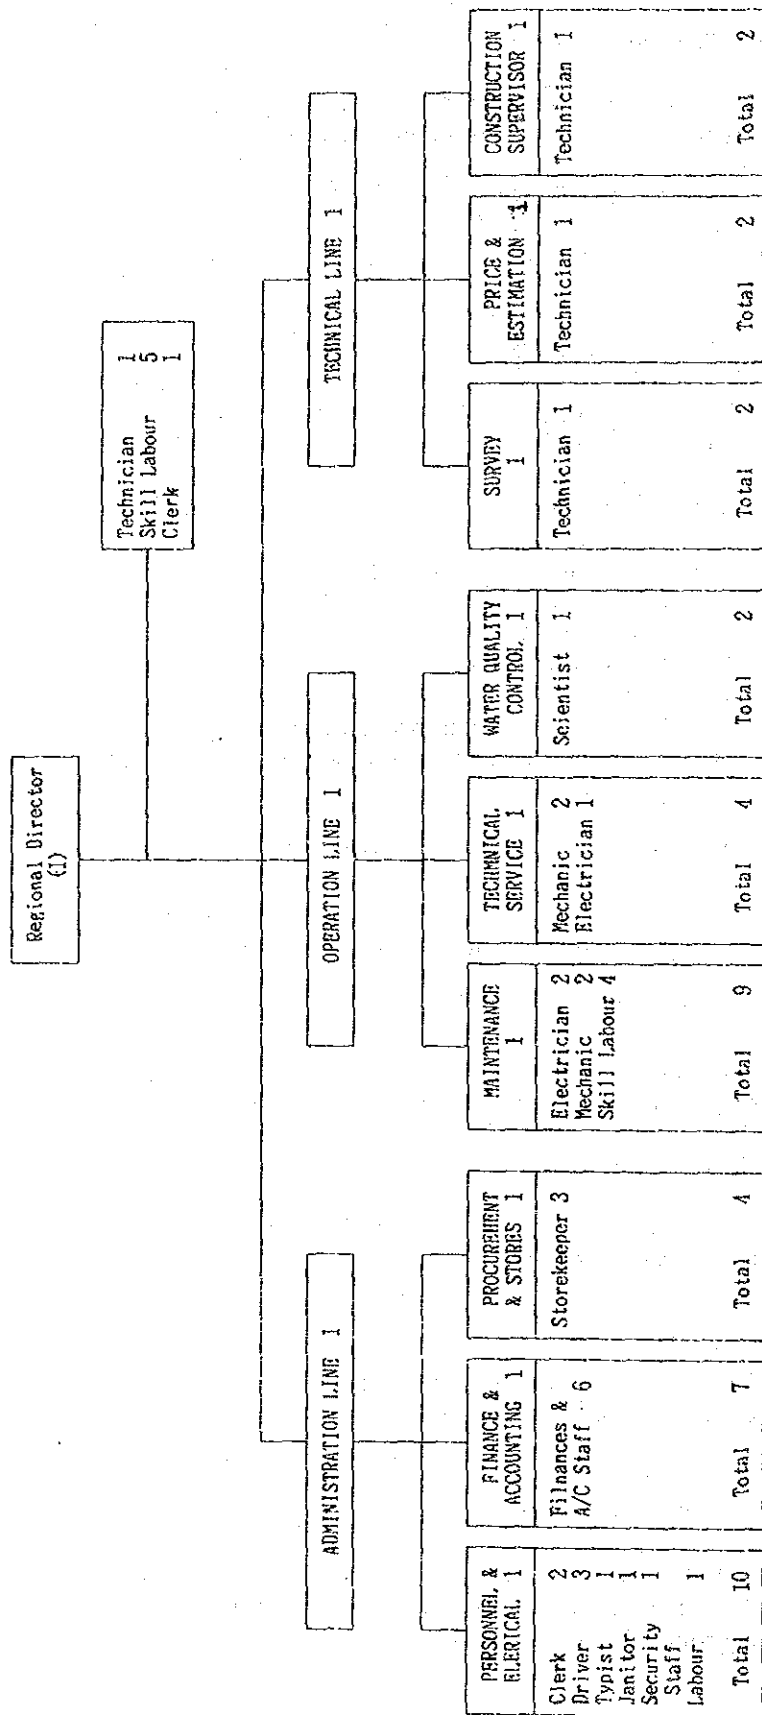 Regional Director
(1)
Technician 1
Skill Labour 5
Clerk 1
ADMINISTRATION LINE 1
OPERATION LINE 1
TECHNICAL LINE 1
PERSONNEL &
ELERICAL 1
Clerk 2
Driver 3
Typist 1
Janitor 1
Security 1
Staff
Labour 1
Total 10
FINANCE &
ACCOUNTING 1
Filnances &
A/C Staff 6
Total 7
PROCUREMENT
& STORES 1
Storekeeper 3
Total 4
MAINTENANCE
1
Electrician 2
Mechanic 2
Skill Labour 4
Total 9
TECHMNICAL
SERVICE 1
Mechanic 2
Electrician 1
Total 4
WATER QUALITY
CONTROL 1
Seientist 1
Total 2
SURVEY
1
Technician 1
Total 2
PRICE &
ESTIMATION 1
Technician 1
Total 2
CONSTRUCTION
SUPERVISOR 1
Technician 1
Total 2